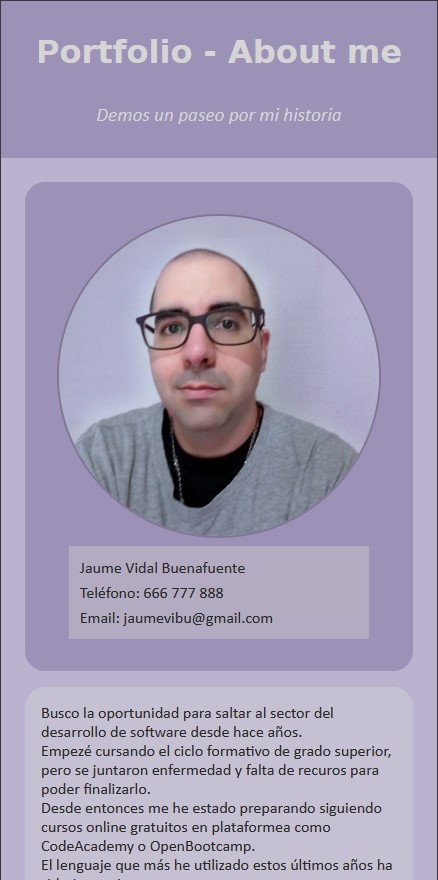 Portfolio - About me
Demos un paseo por mi historia
Jaume Vidal Buenafuente
Teléfono: 666 777 888
Email: jaumevibu@gmail.com
Busco la oportunidad para saltar al sector del
desarrollo de software desde hace años.
Empezé cursando el ciclo formativo de grado superior,
pero se juntaron enfermedad y falta de recuros para
poder finalizarlo.
Desde entonces me he estado preparando siguiendo
cursos online gratuitos en plataformea como
CodeAcademy o OpenBootcamp.
El lenguaje que más he utilizado estos últimos años ha